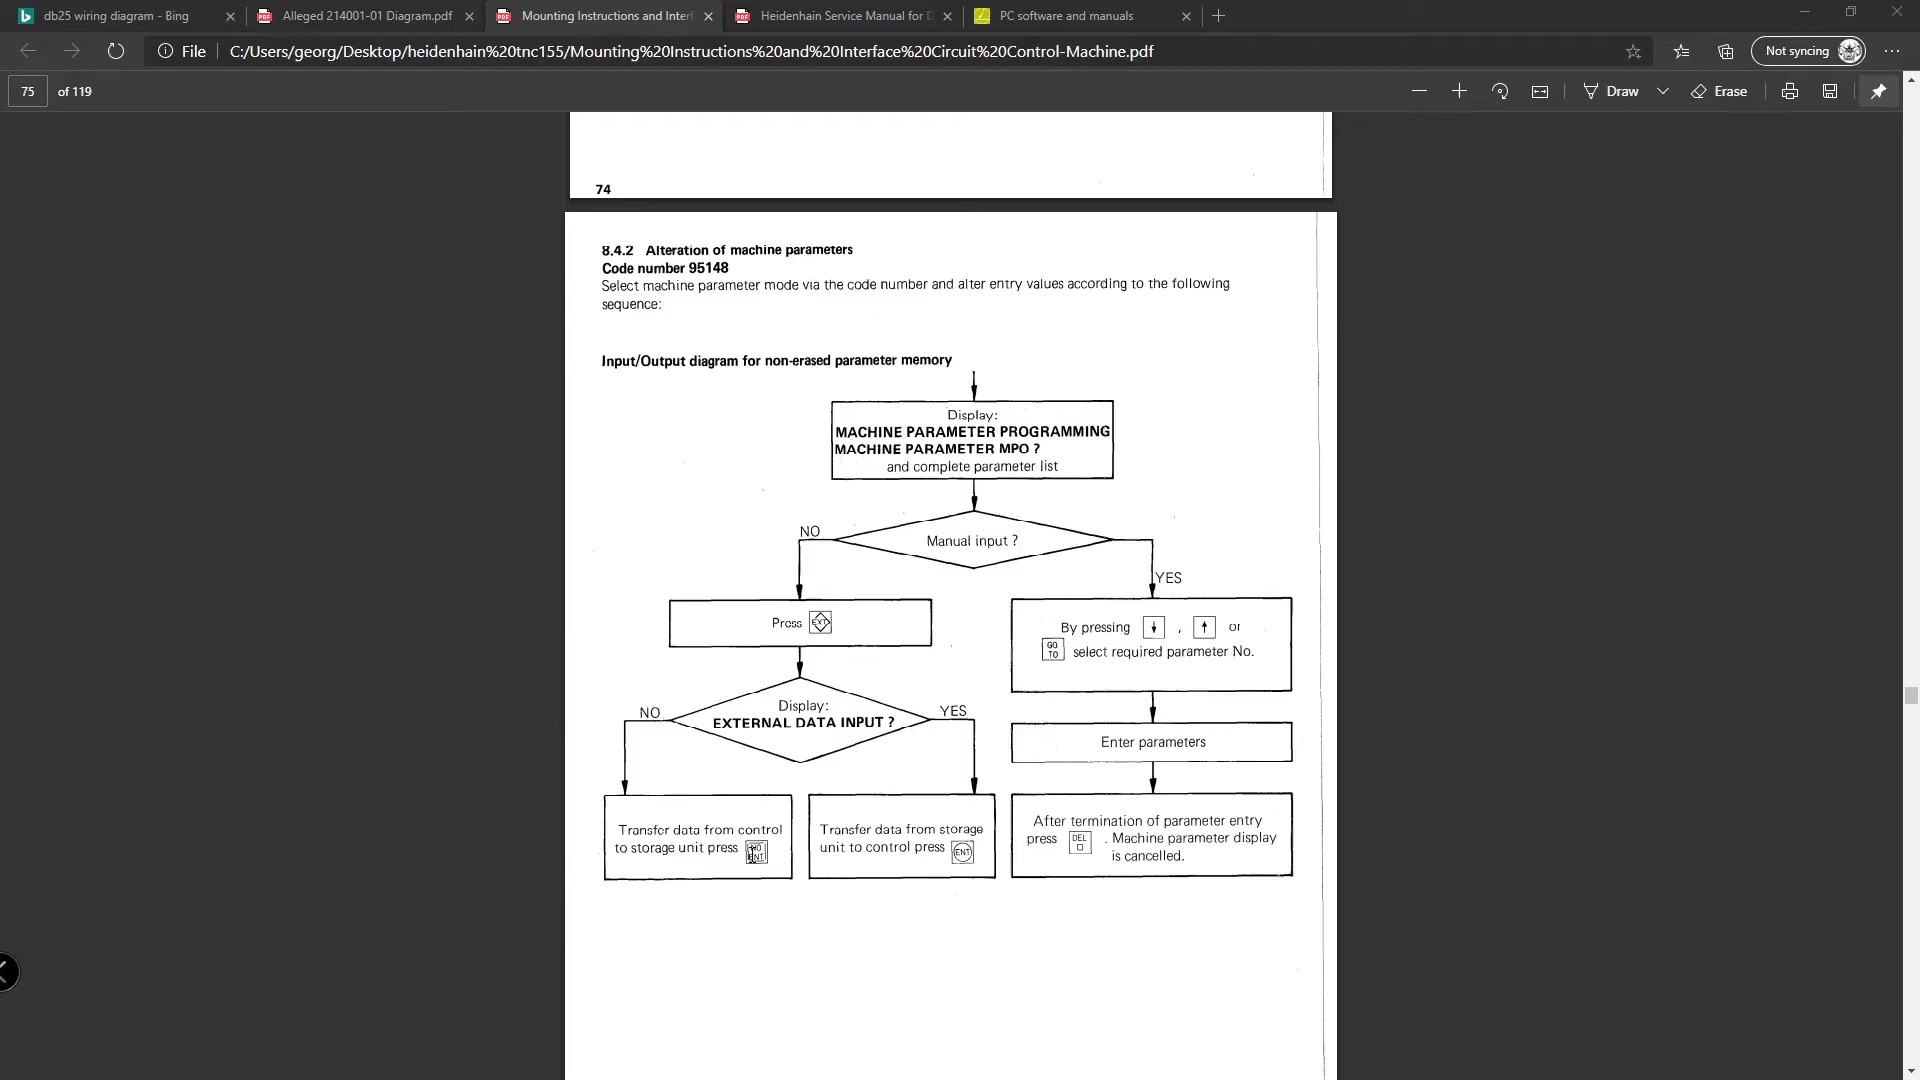 db25 wiring diagram - Bing
Alleged 214001-01 Diagram.pdf
Mounting Instructions and Interf
Heidenhain Service Manual for D
PC software and manuals
File
C:/Users/georg/Desktop/heidenhain%20tnc155/Mounting%20Instructions%20and%20Interface%20Circuit%20Control-Machine.pdf
Not syncing
75 of 119
Draw
Erase
74
8.4.2 Alteration of machine parameters
Code number 95148
Select machine parameter mode via the code number and alter entry values according to the following
sequence:
Input/Output diagram for non-erased parameter memory
Display:
MACHINE PARAMETER PROGRAMMING
MACHINE PARAMETER MPO ?
and complete parameter list
Manual input ?
NO
YES
Press EXT
By pressing ↓ , ↑ or
GO TO select required parameter No.
Display:
EXTERNAL DATA INPUT ?
NO
YES
Enter parameters
Transfer data from control
to storage unit press NO ENT
Transfer data from storage
unit to control press ENT
After termination of parameter entry
press DEL □ . Machine parameter display
is cancelled.